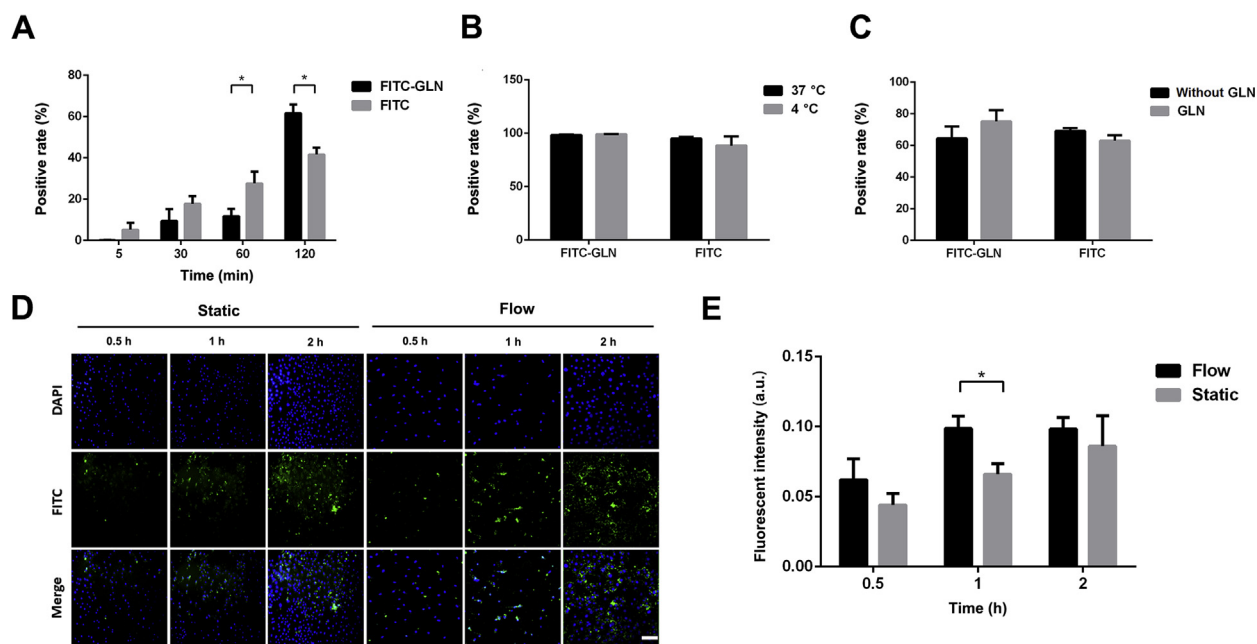 A
Positive rate (%)
80
60
40
20
0
*
*
FITC-GLN
FITC
5
30
60
120
Time (min)
B
Positive rate (%)
150
100
50
0
37 °C
4 °C
FITC-GLN
FITC
C
Positive rate (%)
100
80
60
40
20
0
Without GLN
GLN
FITC-GLN
FITC
D
Static
Flow
0.5 h
1 h
2 h
0.5 h
1 h
2 h
DAPI
FITC
Merge
E
Fluorescent intensity (a.u.)
0.15
0.10
0.05
0.00
*
Flow
Static
0.5
1
2
Time (h)